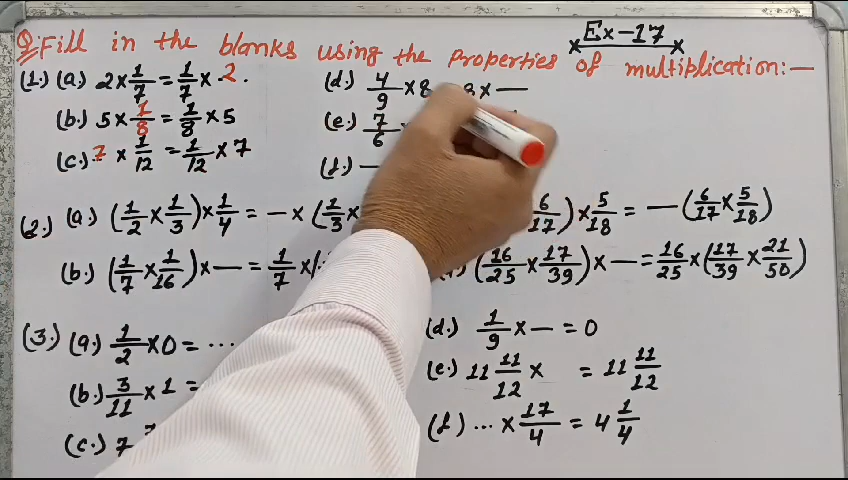 Ex-17
Q:Fill in the blanks using the Properties of multiplication:—
(1.) (a.) 2 × 1/7 = 1/7 × 2.
(b.) 5 × 1/8 = 1/8 × 5
(c.) 7 × 1/12 = 1/12 × 7
(d.) 4/9 × 8 × —
(e.) 7/6
(f.) —
(2.) (a.) (1/2 × 1/3) × 1/4 = — × (1/3 ×
(b.) (1/7 × 1/16) × — = 1/7 × (
6/17) × 5/18 = — (6/17 × 5/18)
(16/25 × 17/39) × — = 16/25 × (17/39 × 21/50)
(3.) (a.) 1/2 × 0 = ...
(b.) 3/11 × 1 =
(c.) 7
(d.) 1/9 × — = 0
(e.) 11 11/12 × = 11 11/12
(f) ... × 17/4 = 4 1/4